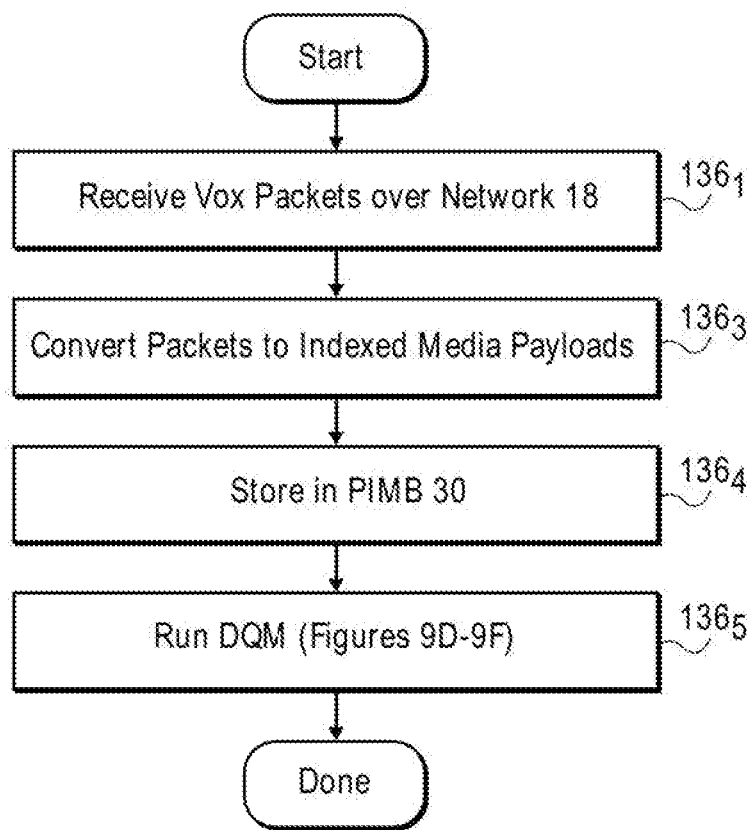 Start
Receive Vox Packets over Network 18
136₁
Convert Packets to Indexed Media Payloads
136₃
Store in PIMB 30
136₄
Run DQM (Figures 9D-9F)
136₅
Done